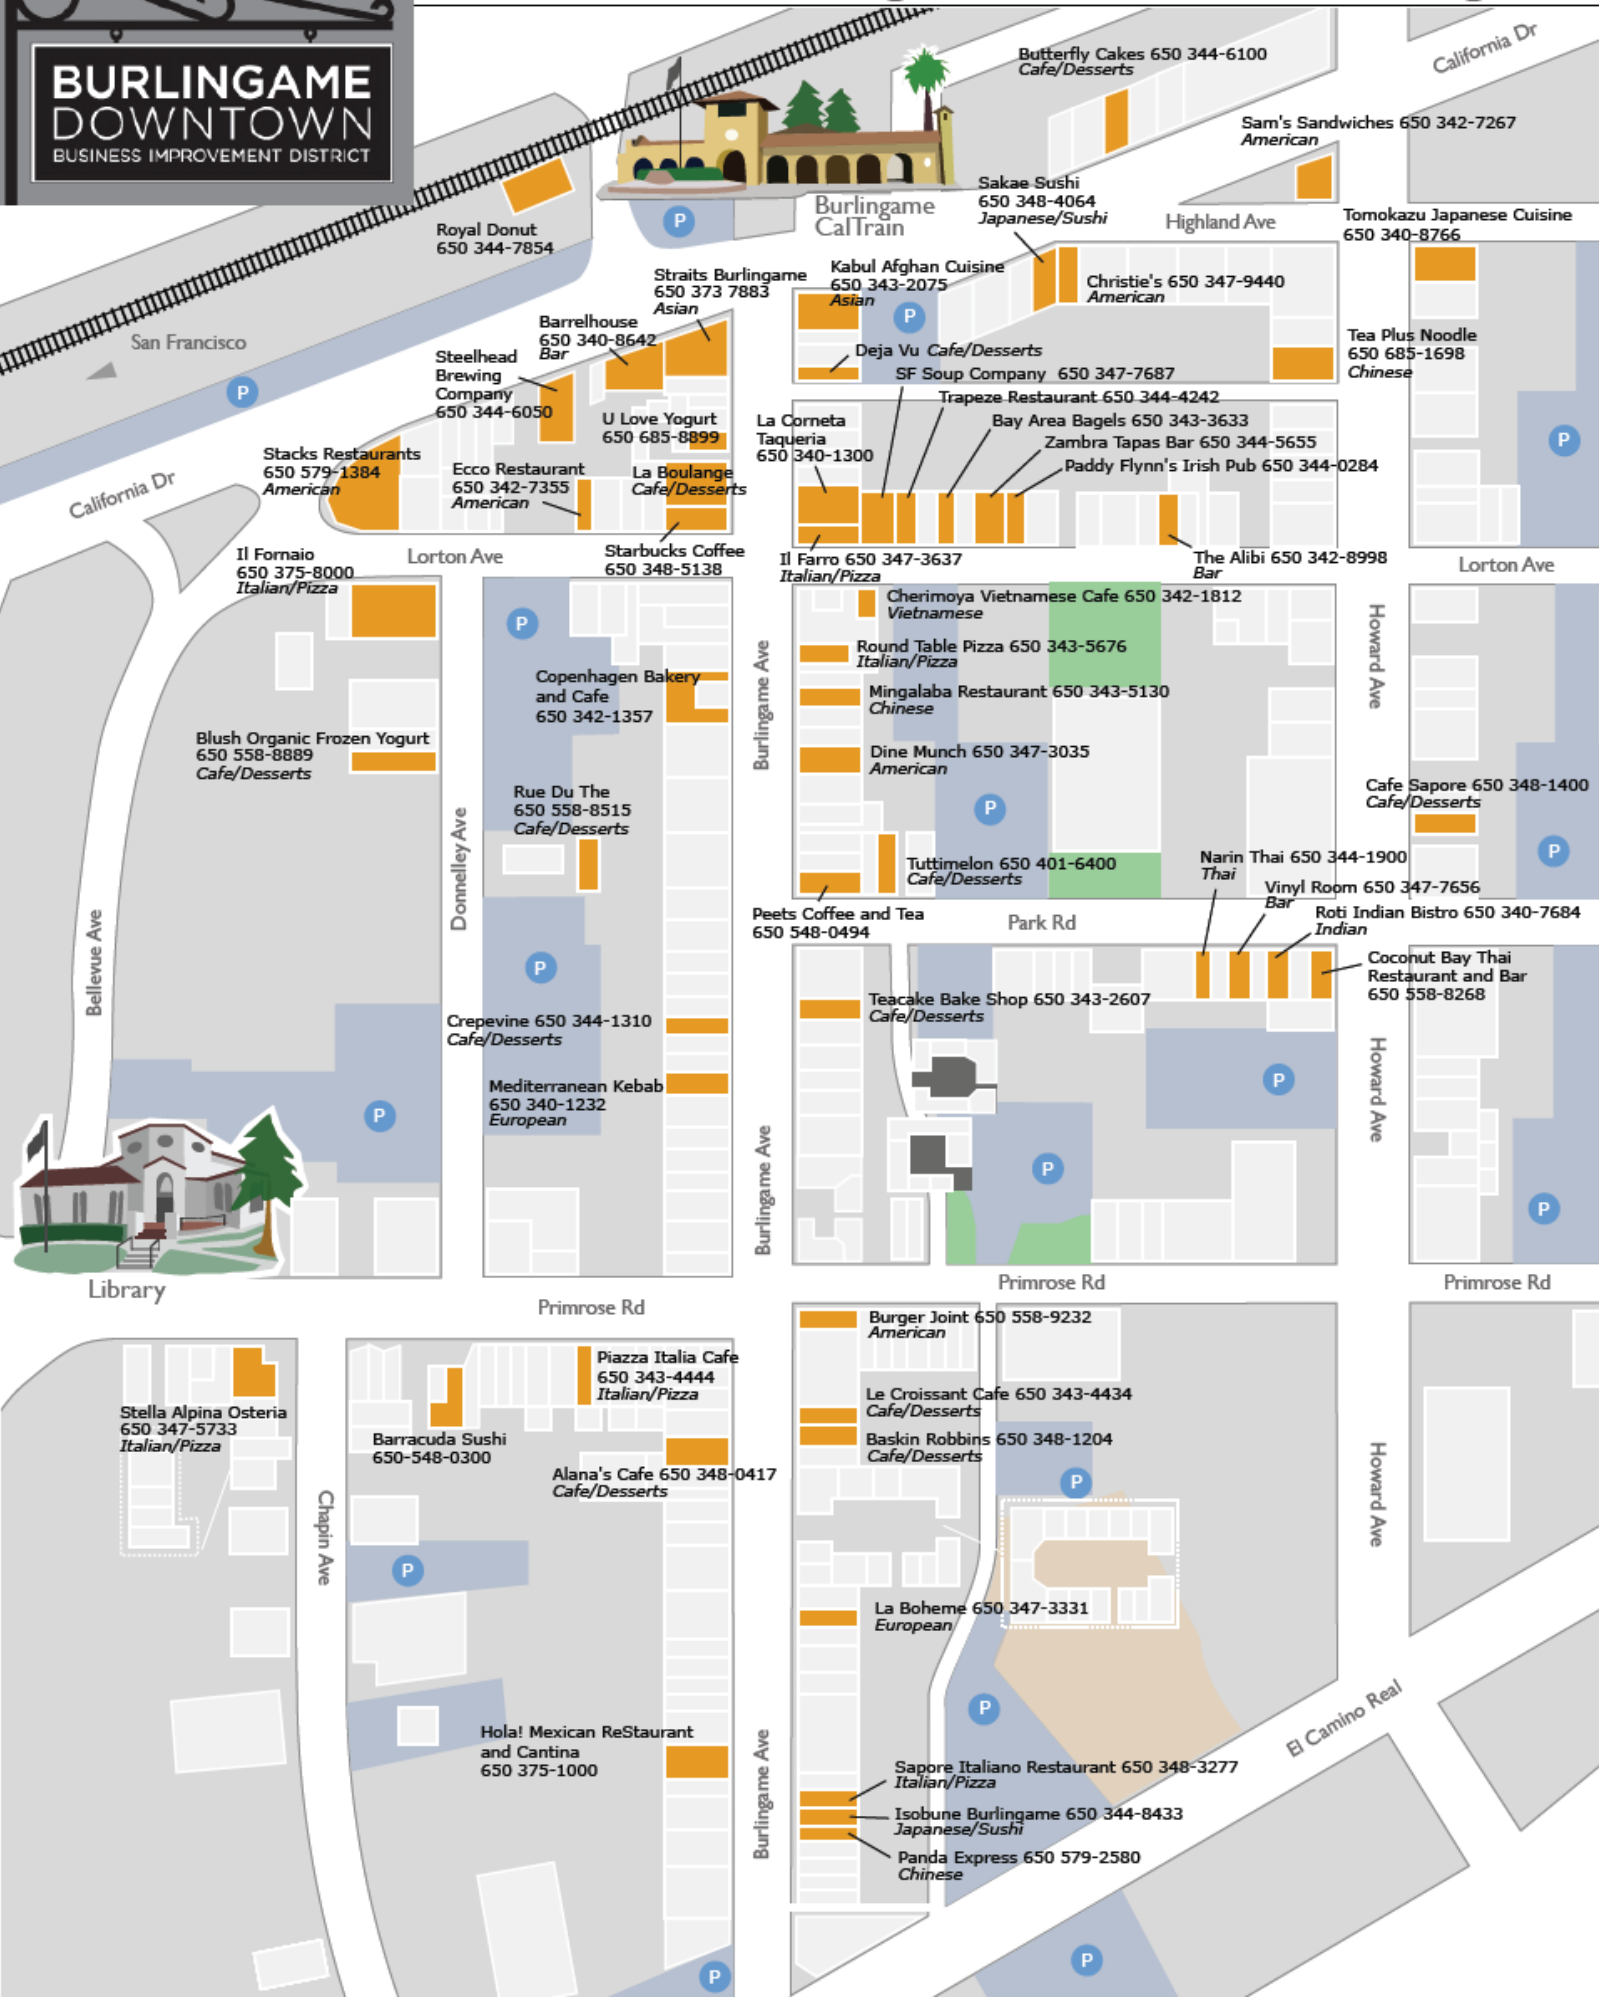 BURLINGAME
DOWNTOWN
BUSINESS IMPROVEMENT DISTRICT
California Dr
Butterfly Cakes 650 344-6100
Cafe/Desserts
Sam's Sandwiches 650 342-7267
American
Sakae Sushi
650 348-4064
Japanese/Sushi
Burlingame
CalTrain
P
Highland Ave
Tomokazu Japanese Cuisine
650 340-8766
Royal Donut
650 344-7854
Straits Burlingame
650 373 7883
Asian
Kabul Afghan Cuisine
650 343-2075
Asian
P
Christie's 650 347-9440
American
San Francisco
P
Barrelhouse
650 340-8642
Bar
Steelhead
Brewing
Company
650 344-6050
Deja Vu Cafe/Desserts
Tea Plus Noodle
650 685-1698
Chinese
SF Soup Company 650 347-7687
Trapeze Restaurant 650 344-4242
U Love Yogurt
650 685-8899
La Corneta
Taqueria
650 340-1300
Bay Area Bagels 650 343-3633
Zambra Tapas Bar 650 344-5655
Paddy Flynn's Irish Pub 650 344-0284
P
Stacks Restaurants
650 579-1384
American
Ecco Restaurant
650 342-7355
American
La Boulange
Cafe/Desserts
California Dr
Lorton Ave
Starbucks Coffee
650 348-5138
Il Farro 650 347-3637
Italian/Pizza
The Alibi 650 342-8998
Bar
Lorton Ave
Il Fornaio
650 375-8000
Italian/Pizza
P
Cherimoya Vietnamese Cafe 650 342-1812
Vietnamese
Round Table Pizza 650 343-5676
Italian/Pizza
Howard Ave
Copenhagen Bakery
and Cafe
650 342-1357
Burlingame Ave
Mingalaba Restaurant 650 343-5130
Chinese
Blush Organic Frozen Yogurt
650 558-8889
Cafe/Desserts
Dine Munch 650 347-3035
American
Rue Du The
650 558-8515
Cafe/Desserts
P
Cafe Sapore 650 348-1400
Cafe/Desserts
P
Donnelley Ave
Tuttimelon 650 401-6400
Cafe/Desserts
Narin Thai 650 344-1900
Thai
Vinyl Room 650 347-7656
Bar
Peets Coffee and Tea
650 548-0494
Park Rd
Roti Indian Bistro 650 340-7684
Indian
Bellevue Ave
P
Coconut Bay Thai
Restaurant and Bar
650 558-8268
Teacake Bake Shop 650 343-2607
Cafe/Desserts
Crepevine 650 344-1310
Cafe/Desserts
P
Howard Ave
Mediterranean Kebab
650 340-1232
European
P
P
P
Burlingame Ave
Library
Primrose Rd
Primrose Rd
Primrose Rd
Burger Joint 650 558-9232
American
Piazza Italia Cafe
650 343-4444
Italian/Pizza
Le Croissant Cafe 650 343-4434
Cafe/Desserts
Stella Alpina Osteria
650 347-5733
Italian/Pizza
Barracuda Sushi
650-548-0300
Baskin Robbins 650 348-1204
Cafe/Desserts
Alana's Cafe 650 348-0417
Cafe/Desserts
P
Howard Ave
Chapin Ave
P
La Boheme 650 347-3331
European
P
El Camino Real
Hola! Mexican ReStaurant
and Cantina
650 375-1000
Burlingame Ave
Sapore Italiano Restaurant 650 348-3277
Italian/Pizza
Isobune Burlingame 650 344-8433
Japanese/Sushi
Panda Express 650 579-2580
Chinese
P
P